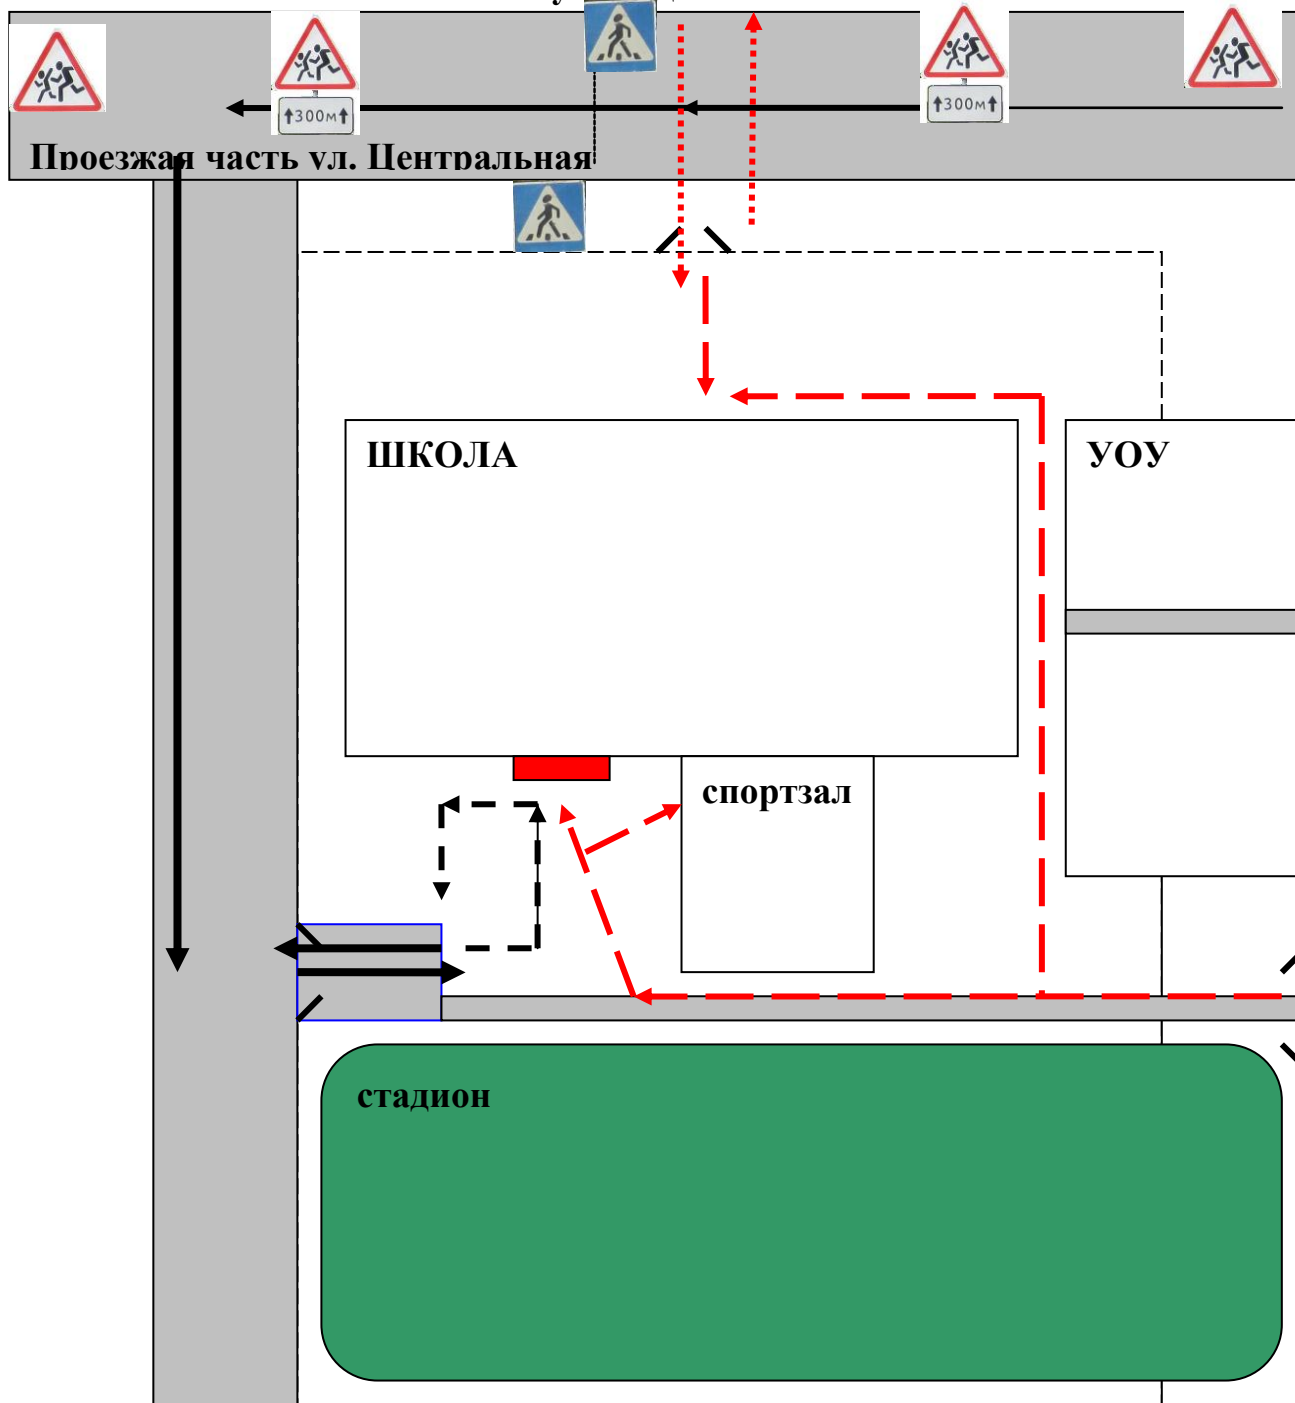 300м
300м
Проезжая часть ул. Центральная
ШКОЛА
УОУ
спортзал
стадион